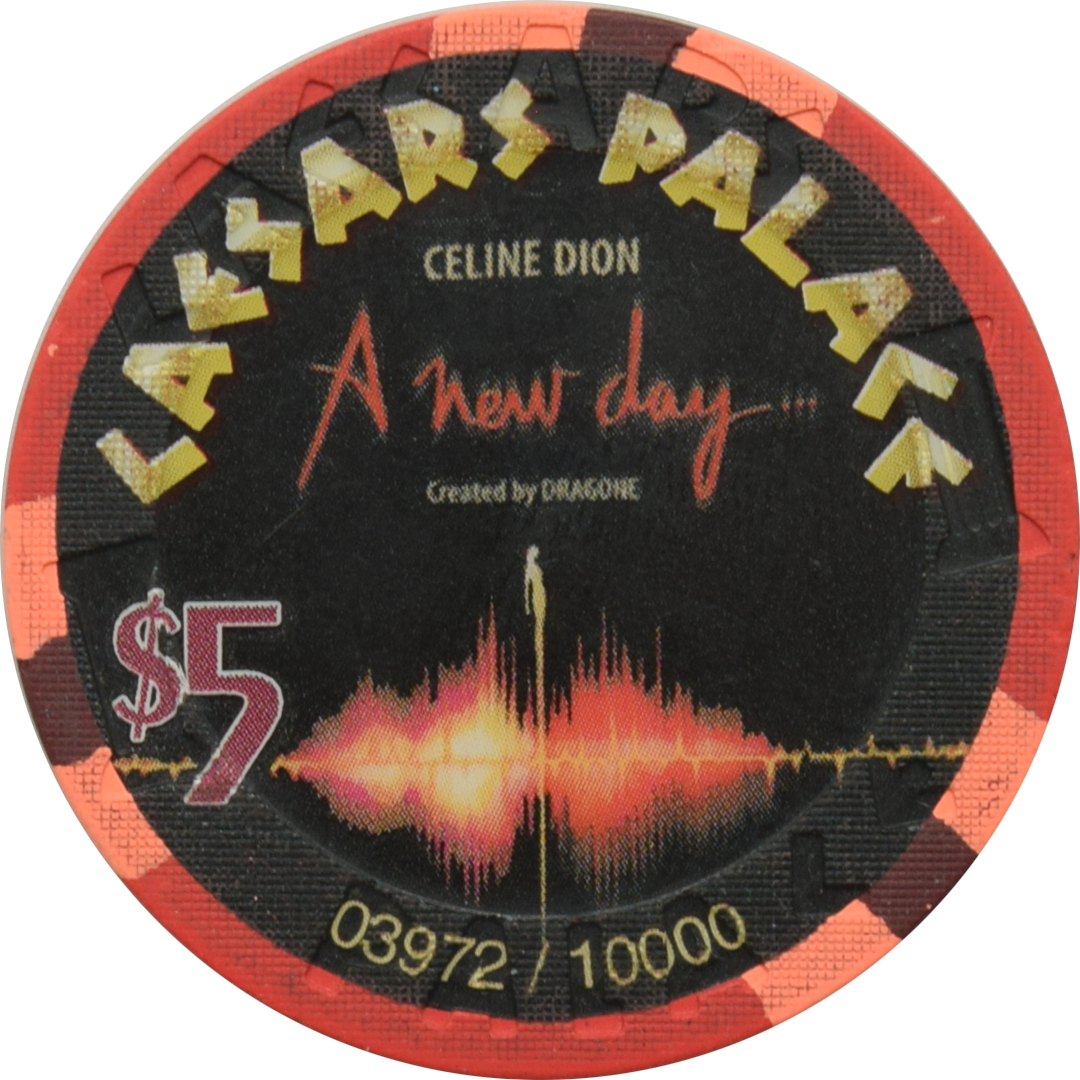 CAESARS PALACE
CELINE DION
A new day...
Created by DRAGONE
$5
03972 / 10000